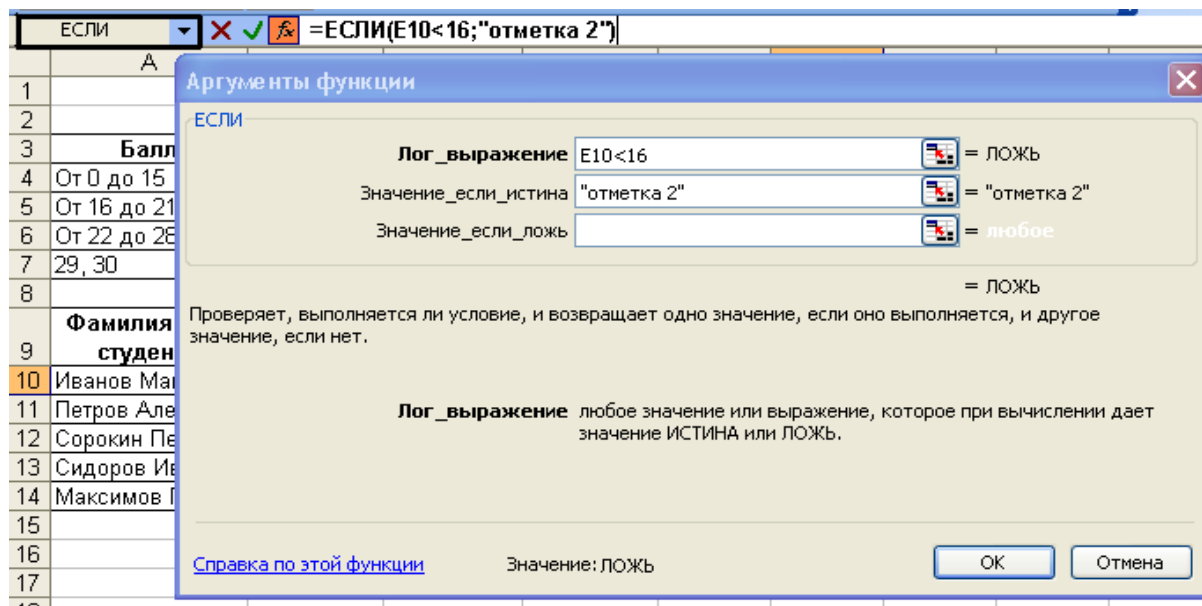 ЕСЛИ =ЕСЛИ(E10<16;"отметка 2")
A
Аргументы функции
1
2
ЕСЛИ
3 Балл Лог_выражение E10<16 = ЛОЖЬ
4 От 0 до 15 Значение_если_истина "отметка 2" = "отметка 2"
5 От 16 до 21
6 От 22 до 28 Значение_если_ложь = любое
7 29, 30
8 = ЛОЖЬ
Фамилия Проверяет, выполняется ли условие, и возвращает одно значение, если оно выполняется, и другое
9 студен значение, если нет.
10 Иванов
11 Петров Але Лог_выражение любое значение или выражение, которое при вычислении дает
12 Сорокин Пе значение ИСТИНА или ЛОЖЬ.
13 Сидоров
14 Максимов
15
16 Справка по этой функции Значение: ЛОЖЬ ОК Отмена
17